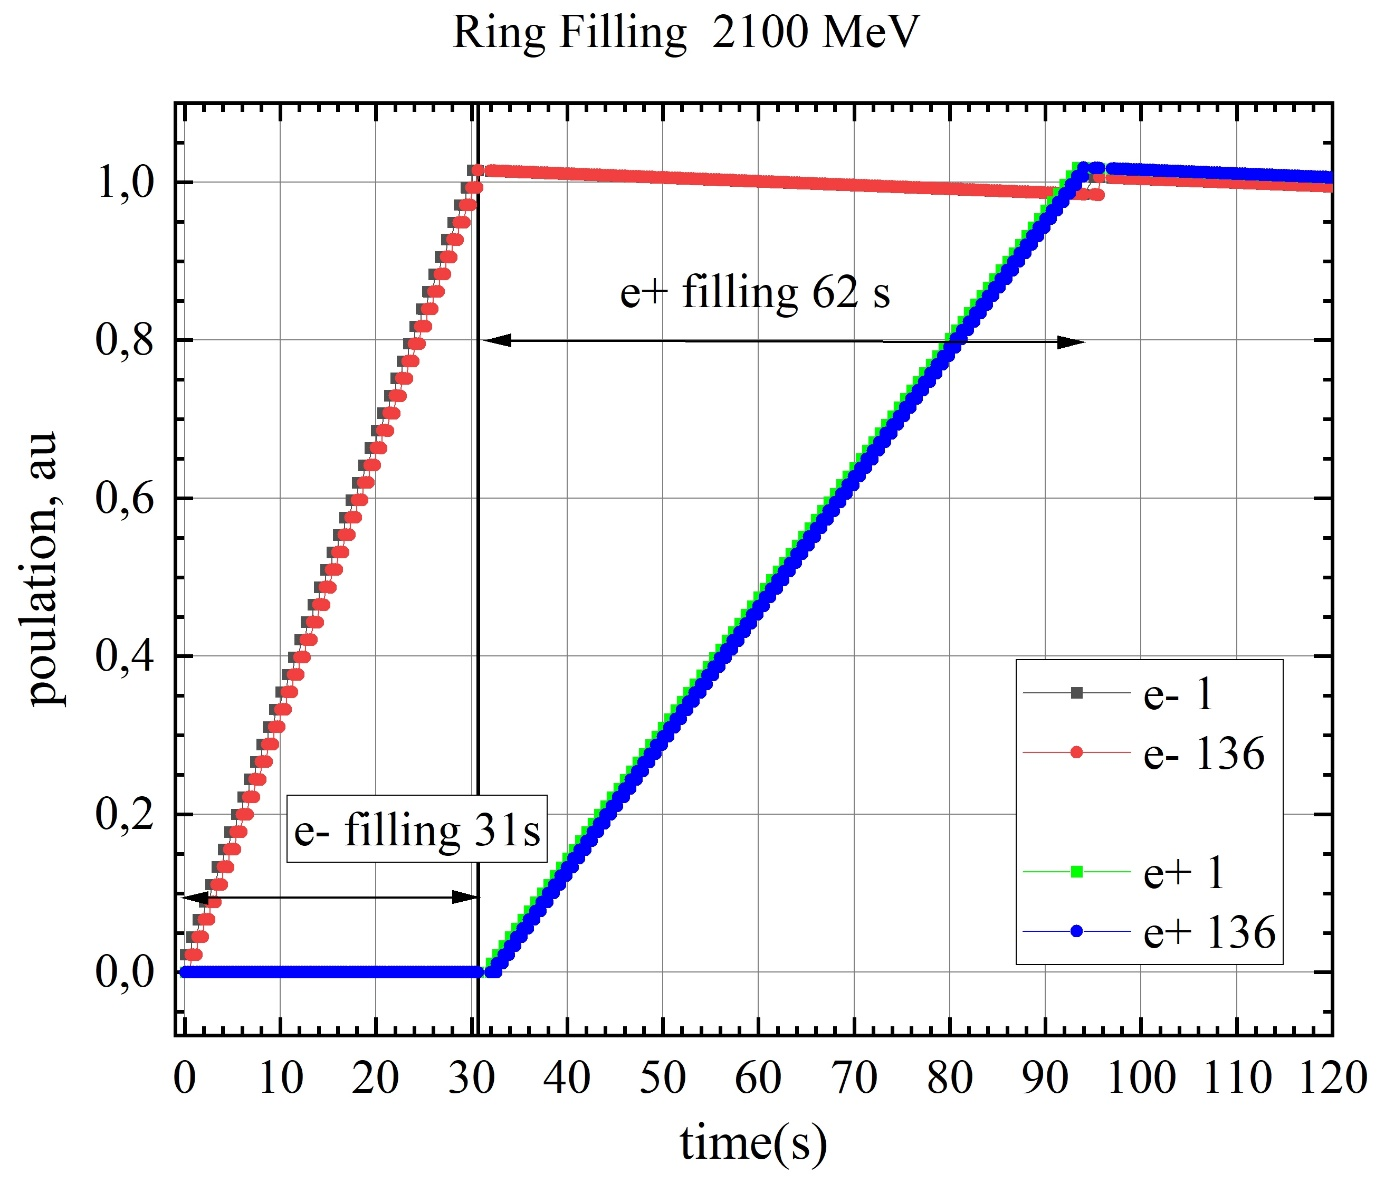 Ring Filling  2100 MeV
1,0
0,8
0,6
0,4
0,2
0,0
poulation, au
e+ filling 62 s
e- filling 31s
e- 1
e- 136
e+ 1
e+ 136
0 10 20 30 40 50 60 70 80 90 100 110 120
time(s)